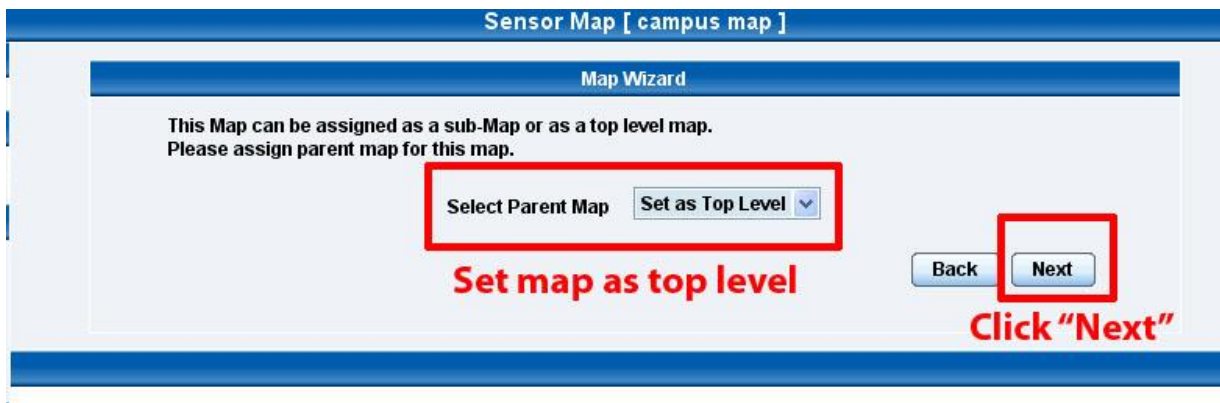 Sensor Map [ campus map ]
Map Wizard
This Map can be assigned as a sub-Map or as a top level map.
Please assign parent map for this map.
Select Parent Map Set as Top Level
Set map as top level
Back Next
Click “Next”